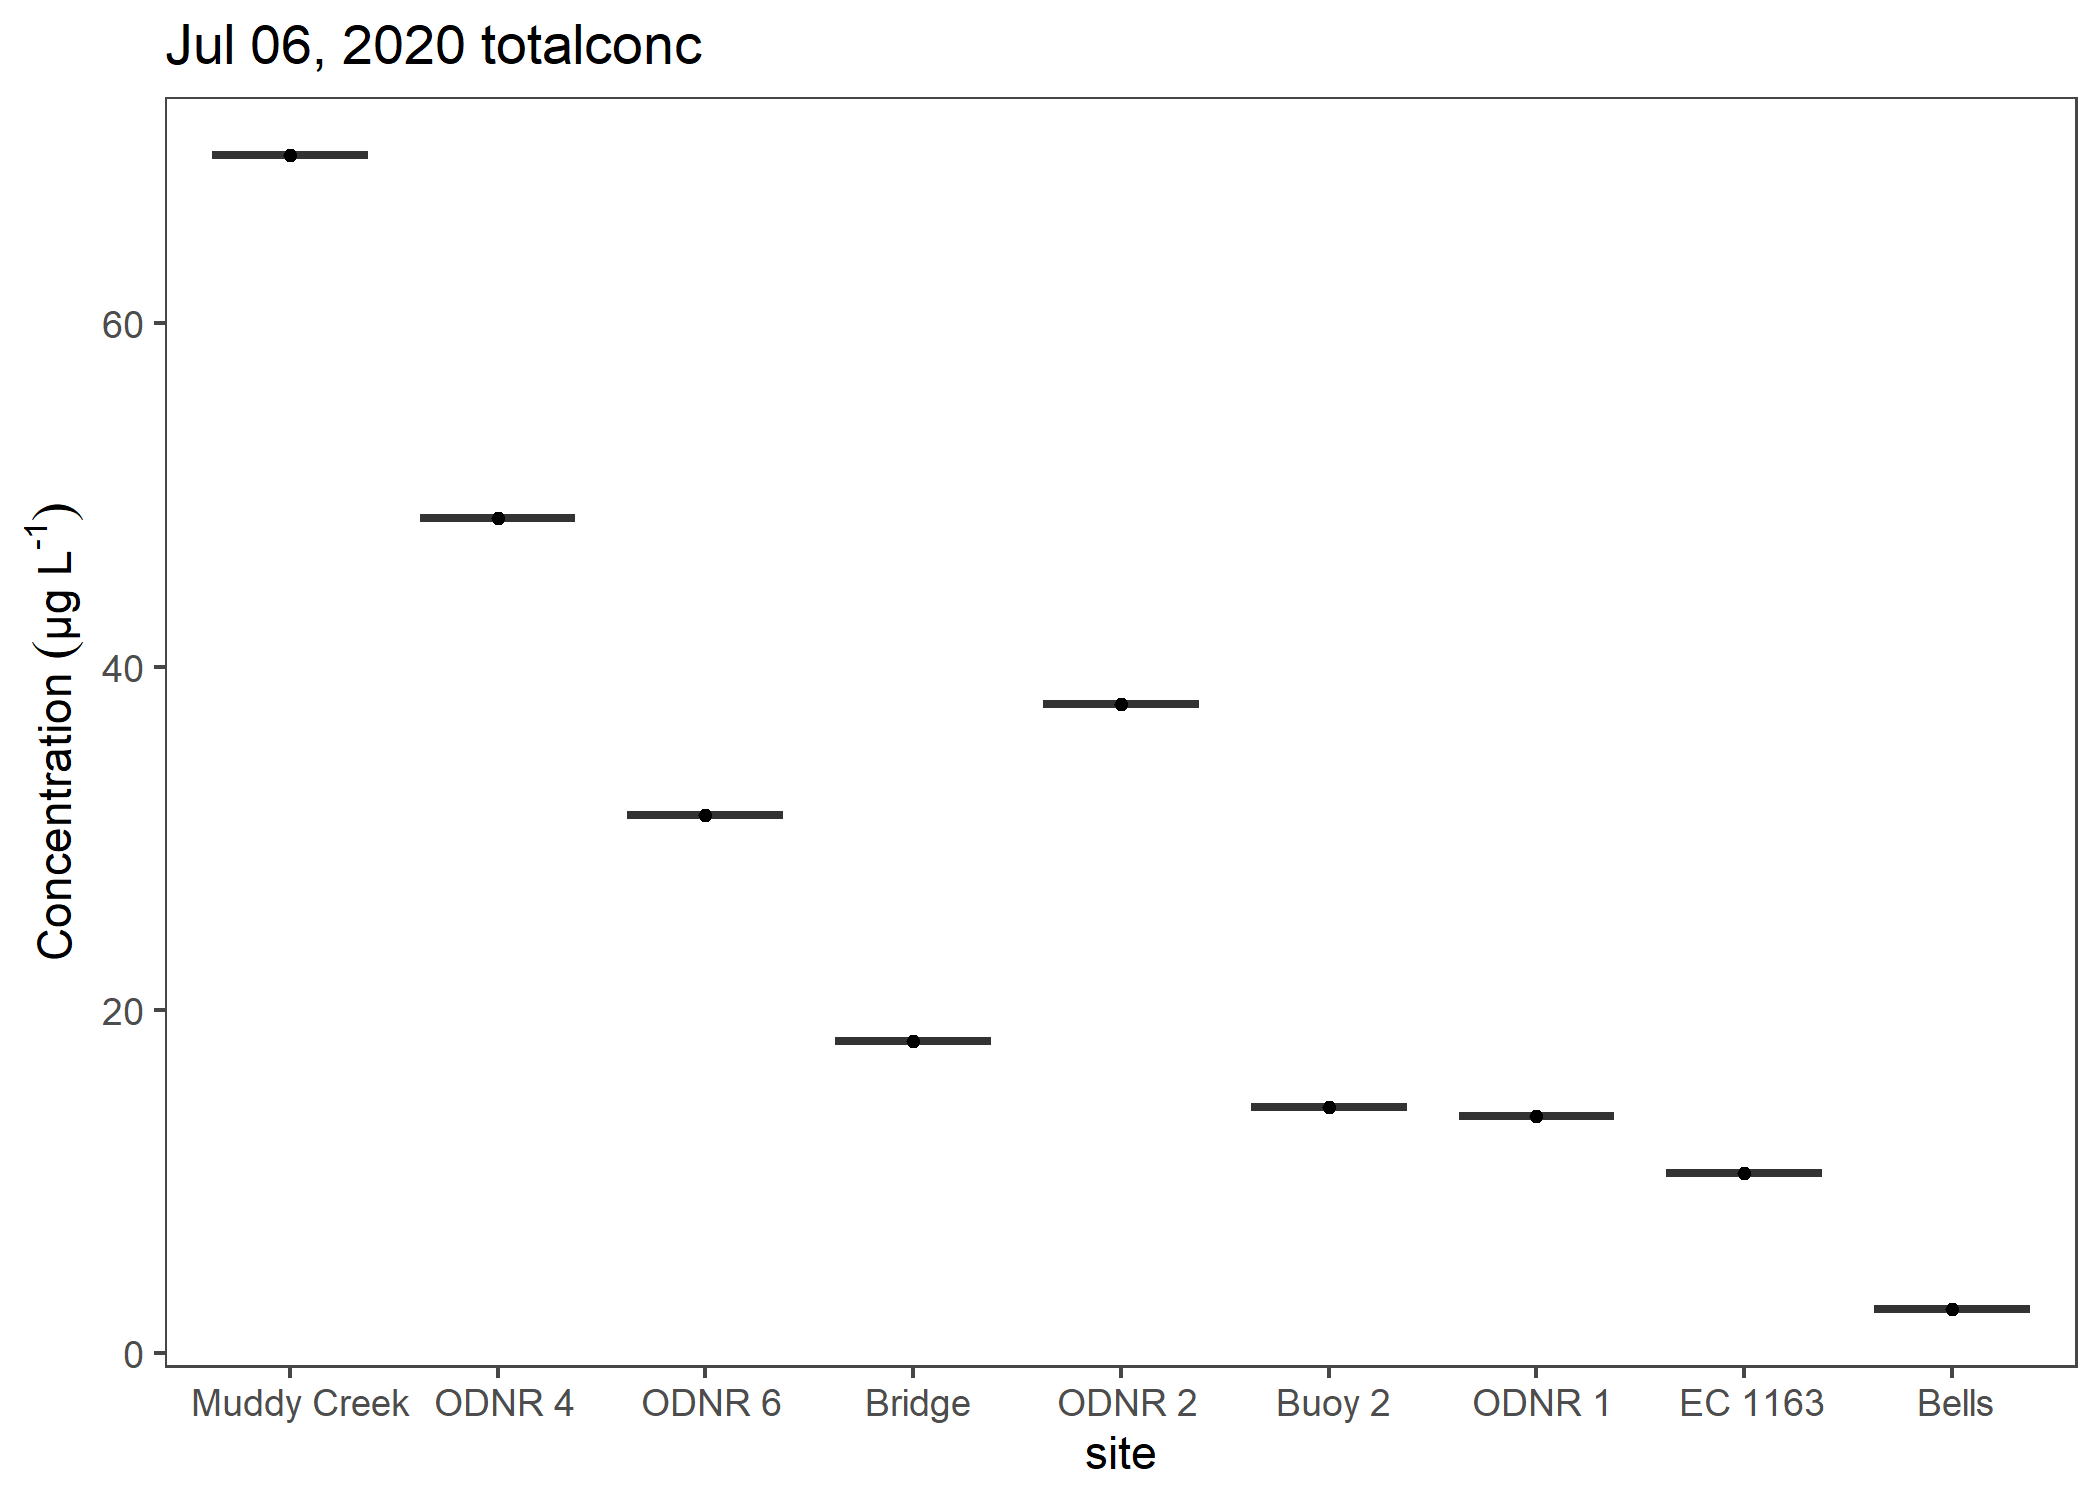 Jul 06, 2020 totalconc
Concentration (µg L⁻¹)
60
40
20
0
Muddy Creek ODNR 4 ODNR 6 Bridge ODNR 2 Buoy 2 ODNR 1 EC 1163 Bells
site